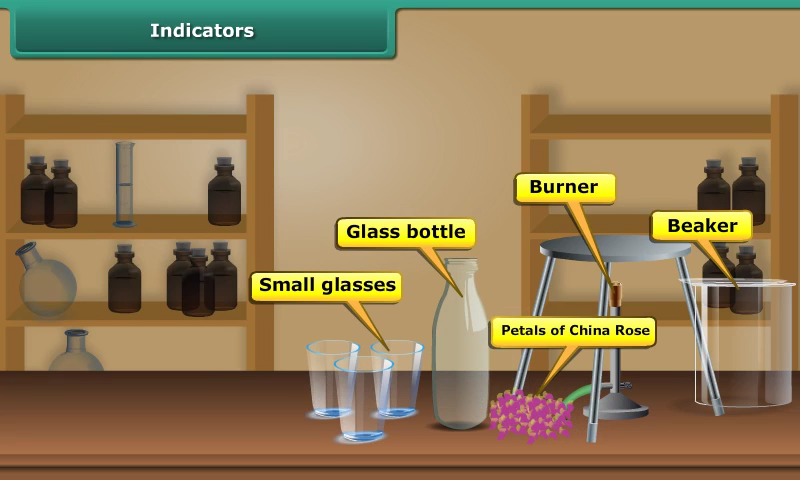 Indicators
Burner
Glass bottle
Beaker
Small glasses
Petals of China Rose